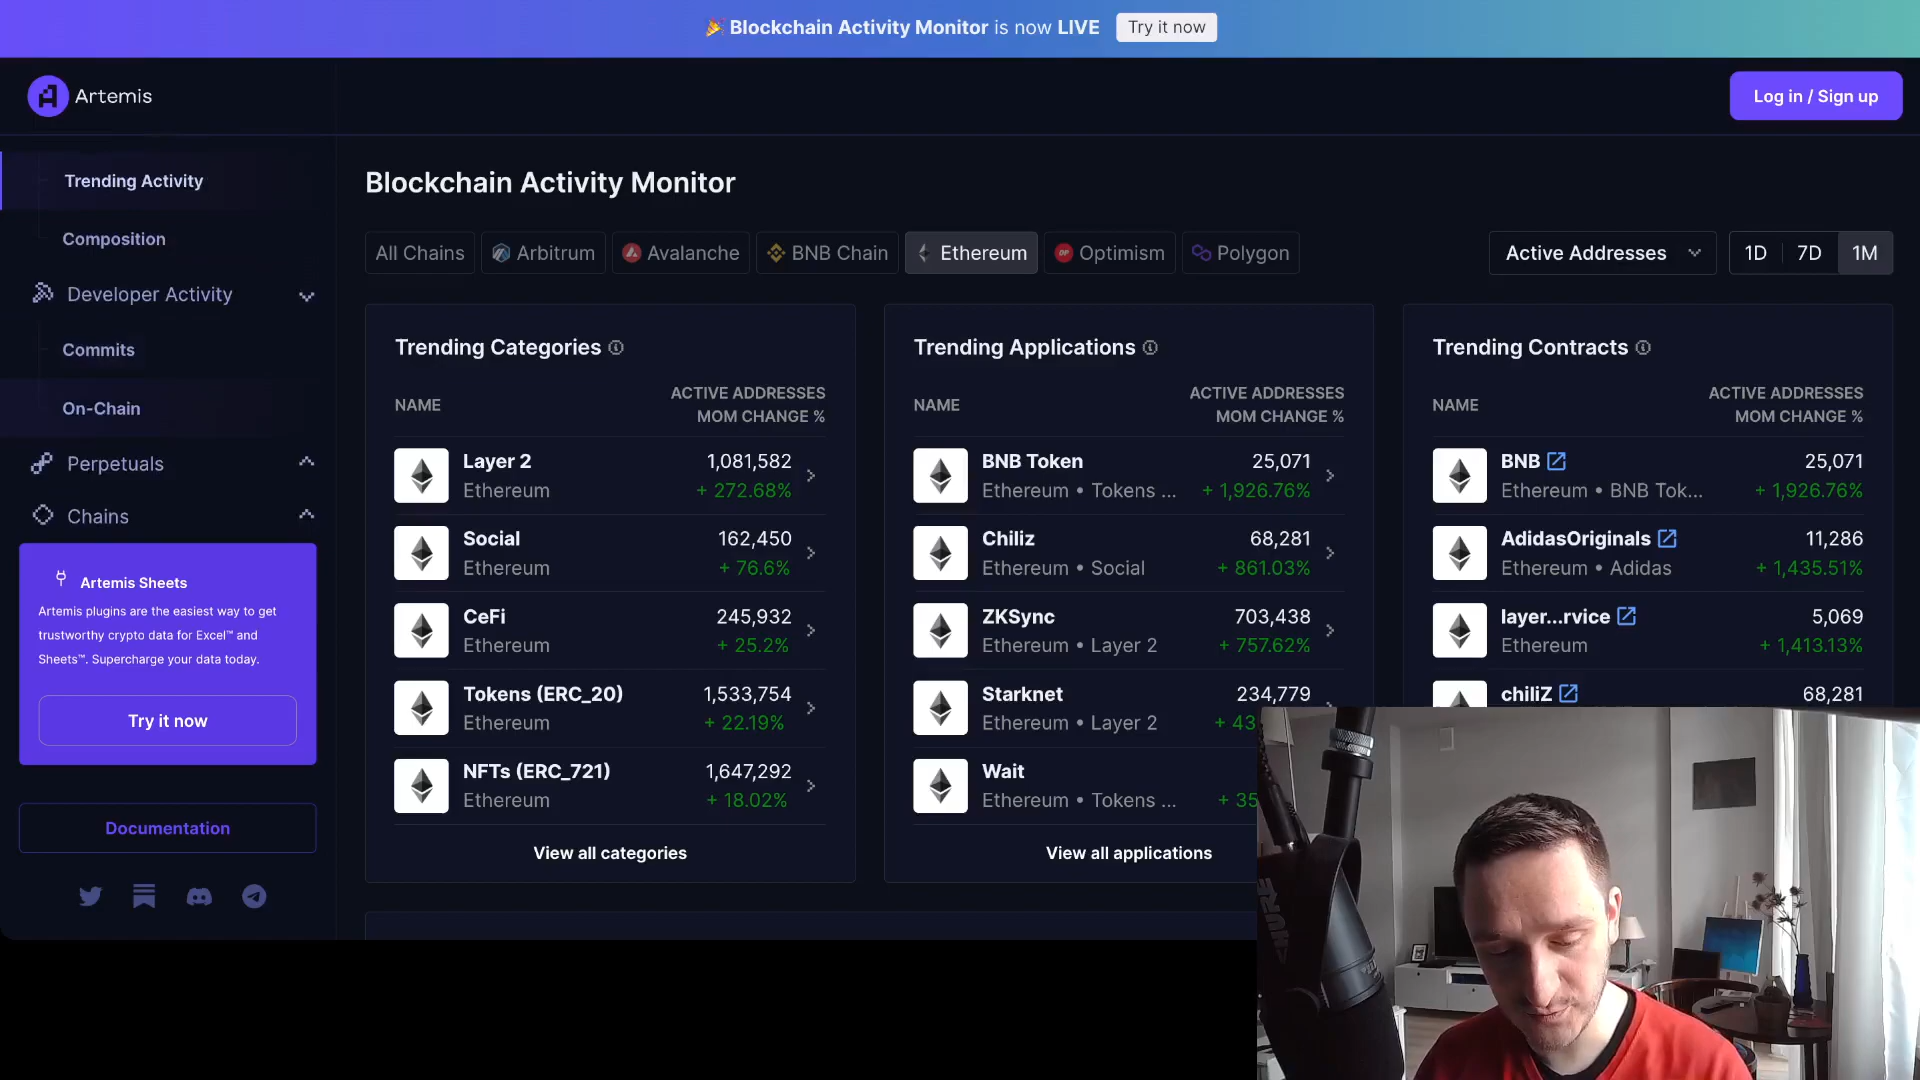 🎉 Blockchain Activity Monitor is now LIVE Try it now
Artemis
Log in / Sign up
Trending Activity
Composition
Developer Activity
Commits
On-Chain
Perpetuals
Chains
Artemis Sheets
Artemis plugins are the easiest way to get
trustworthy crypto data for Excel™ and
Sheets™. Supercharge your data today.
Try it now
Documentation
Blockchain Activity Monitor
All Chains Arbitrum Avalanche BNB Chain Ethereum Optimism Polygon
Active Addresses 1D 7D 1M
Trending Categories
NAME ACTIVE ADDRESSES
MOM CHANGE %
Layer 2 1,081,582
Ethereum + 272.68%
Social 162,450
Ethereum + 76.6%
CeFi 245,932
Ethereum + 25.2%
Tokens (ERC_20) 1,533,754
Ethereum + 22.19%
NFTs (ERC_721) 1,647,292
Ethereum + 18.02%
View all categories
Trending Applications
NAME ACTIVE ADDRESSES
MOM CHANGE %
BNB Token 25,071
Ethereum • Tokens ... + 1,926.76%
Chiliz 68,281
Ethereum • Social + 861.03%
ZKSync 703,438
Ethereum • Layer 2 + 757.62%
Starknet 234,779
Ethereum • Layer 2 + 43
Wait
Ethereum • Tokens ... + 35
View all applications
Trending Contracts
NAME ACTIVE ADDRESSES
MOM CHANGE %
BNB 25,071
Ethereum • BNB Tok... + 1,926.76%
AdidasOriginals 11,286
Ethereum • Adidas + 1,435.51%
layer...rvice 5,069
Ethereum + 1,413.13%
chiliZ 68,281
SHURE